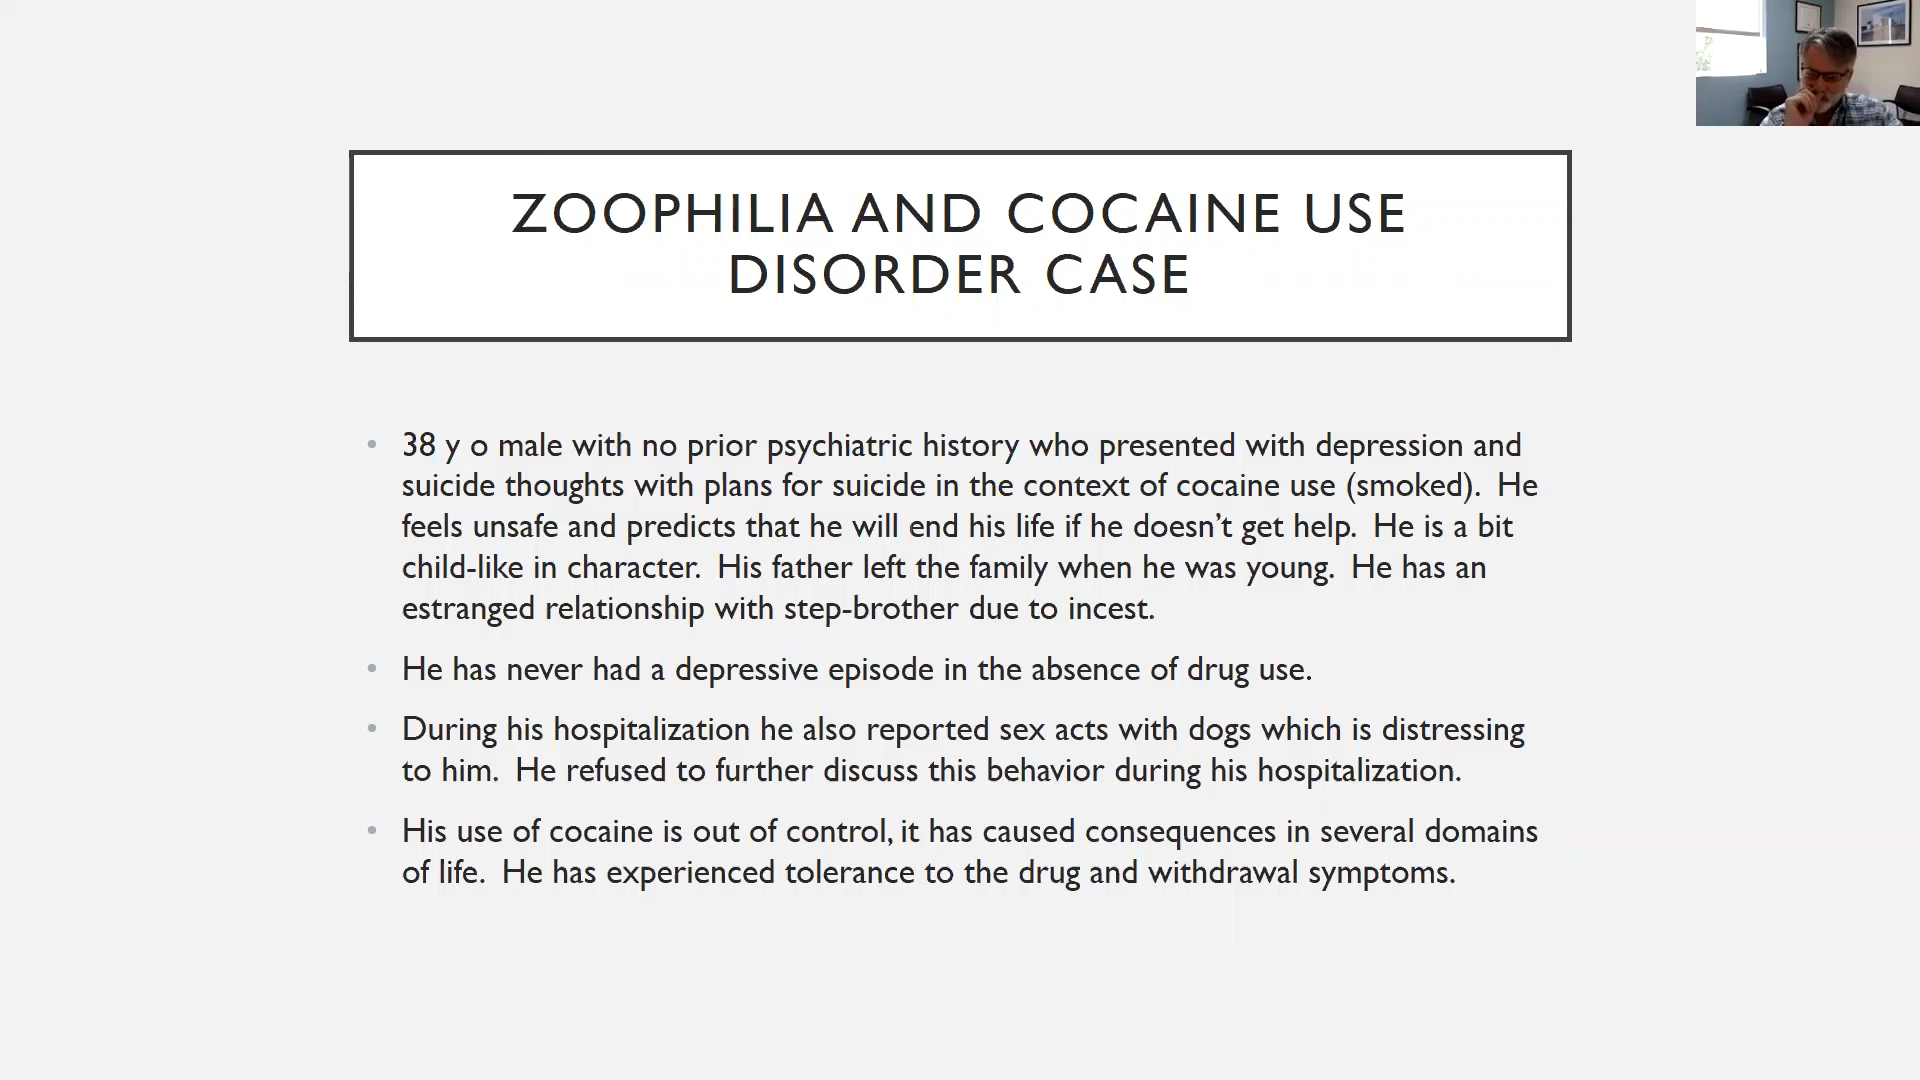 ZOOPHILIA AND COCAINE USE
DISORDER CASE
• 38 y o male with no prior psychiatric history who presented with depression and
suicide thoughts with plans for suicide in the context of cocaine use (smoked).  He
feels unsafe and predicts that he will end his life if he doesn’t get help.  He is a bit
child-like in character.  His father left the family when he was young.  He has an
estranged relationship with step-brother due to incest.
• He has never had a depressive episode in the absence of drug use.
• During his hospitalization he also reported sex acts with dogs which is distressing
to him.  He refused to further discuss this behavior during his hospitalization.
• His use of cocaine is out of control, it has caused consequences in several domains
of life.  He has experienced tolerance to the drug and withdrawal symptoms.